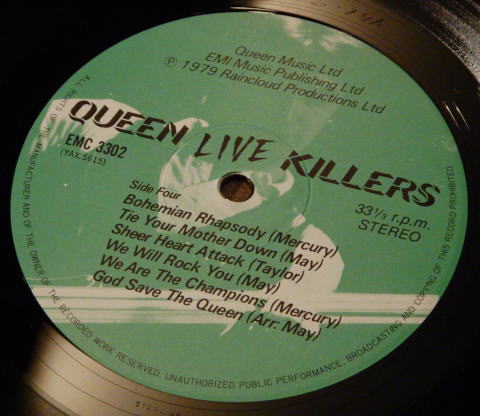 Queen Music Ltd
EMI Music Publishing Ltd
℗ 1979 Raincloud Productions Ltd
QUEEN LIVE KILLERS
EMC 3302
(YAX.5615)
33⅓ r.p.m.
STEREO
Side Four
Bohemian Rhapsody (Mercury)
Tie Your Mother Down (May)
Sheer Heart Attack (Taylor)
We Will Rock You (May)
We Are The Champions (Mercury)
God Save The Queen (Arr. May)
ALL RIGHTS OF THE MANUFACTURER AND OF THE OWNER OF THE RECORDED WORK RESERVED. UNAUTHORIZED PUBLIC PERFORMANCE, BROADCASTING AND COPYING OF THIS RECORD PROHIBITED